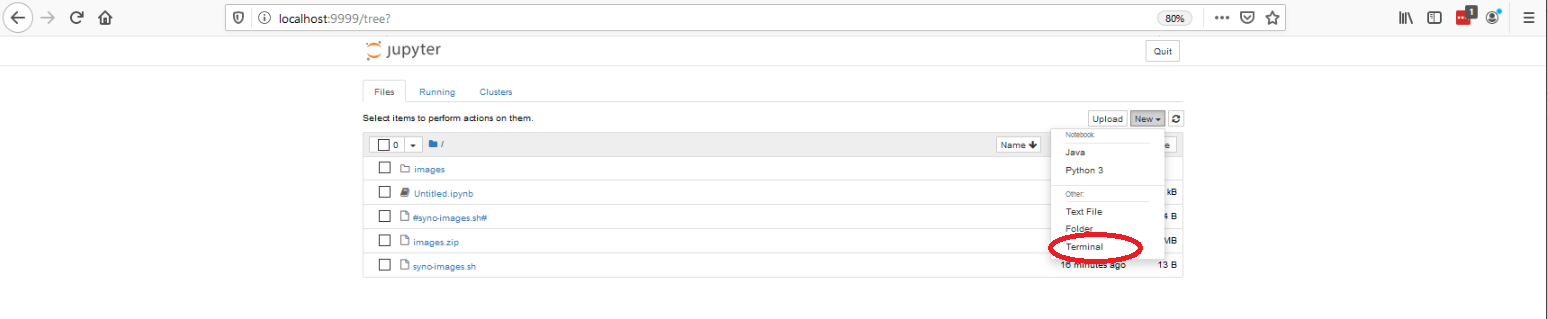 localhost:9999/tree?
80%
1
jupyter
Quit
Files Running Clusters
Select items to perform actions on them.
Upload New
0 /
Name
e
Notebook:
Java
Python 3
Other:
Text File
Folder
Terminal
images
Untitled.ipynb
kB
#syno-images.sh#
4 B
images.zip
MB
syno-images.sh
16 minutes ago 13 B